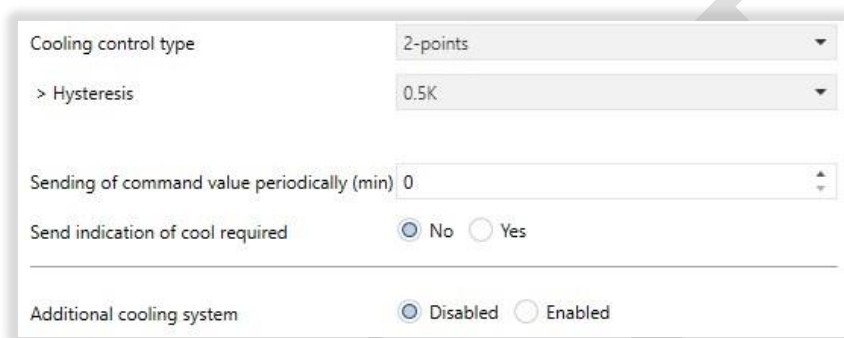 Cooling control type 2-points
> Hysteresis 0.5K
Sending of command value periodically (min) 0
Send indication of cool required No Yes
Additional cooling system Disabled Enabled